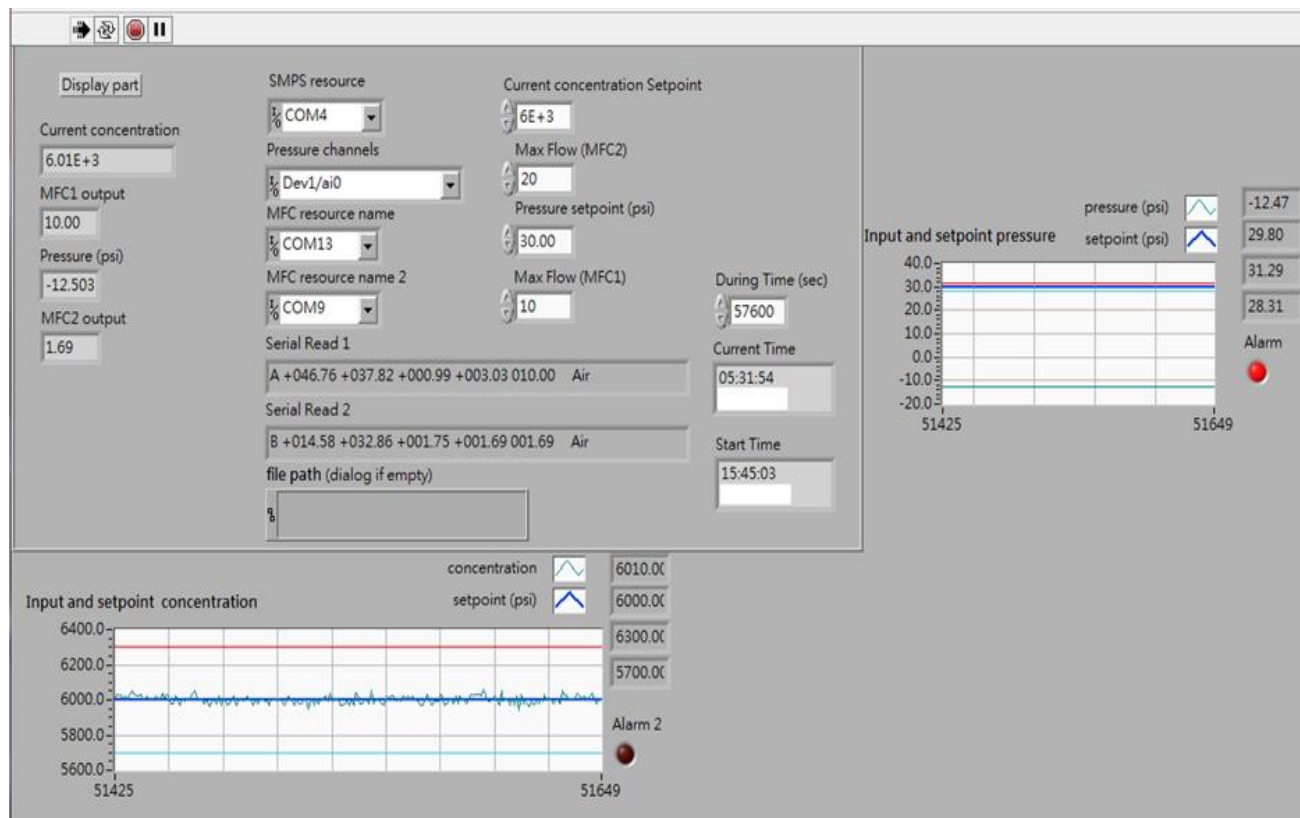 Display part
Current concentration
6.01E+3
MFC1 output
10.00
Pressure (psi)
-12.503
MFC2 output
1.69
SMPS resource
COM4
Pressure channels
Dev1/ai0
MFC resource name
COM13
MFC resource name 2
COM9
Current concentration Setpoint
6E+3
Max Flow (MFC2)
20
Pressure setpoint (psi)
30.00
Max Flow (MFC1)
10
Serial Read 1
A +046.76 +037.82 +000.99 +003.03 010.00 Air
Serial Read 2
B +014.58 +032.86 +001.75 +001.69 001.69 Air
file path (dialog if empty)
During Time (sec)
57600
Current Time
05:31:54
Start Time
15:45:03
pressure (psi)
-12.47
Input and setpoint pressure
setpoint (psi)
29.80
31.29
28.31
Alarm
40.0
30.0
20.0
10.0
0.0
-10.0
-20.0
51425 51649
concentration
6010.00
Input and setpoint concentration
setpoint (psi)
6000.00
6300.00
5700.00
Alarm 2
6400.0
6200.0
6000.0
5800.0
5600.0
51425 51649